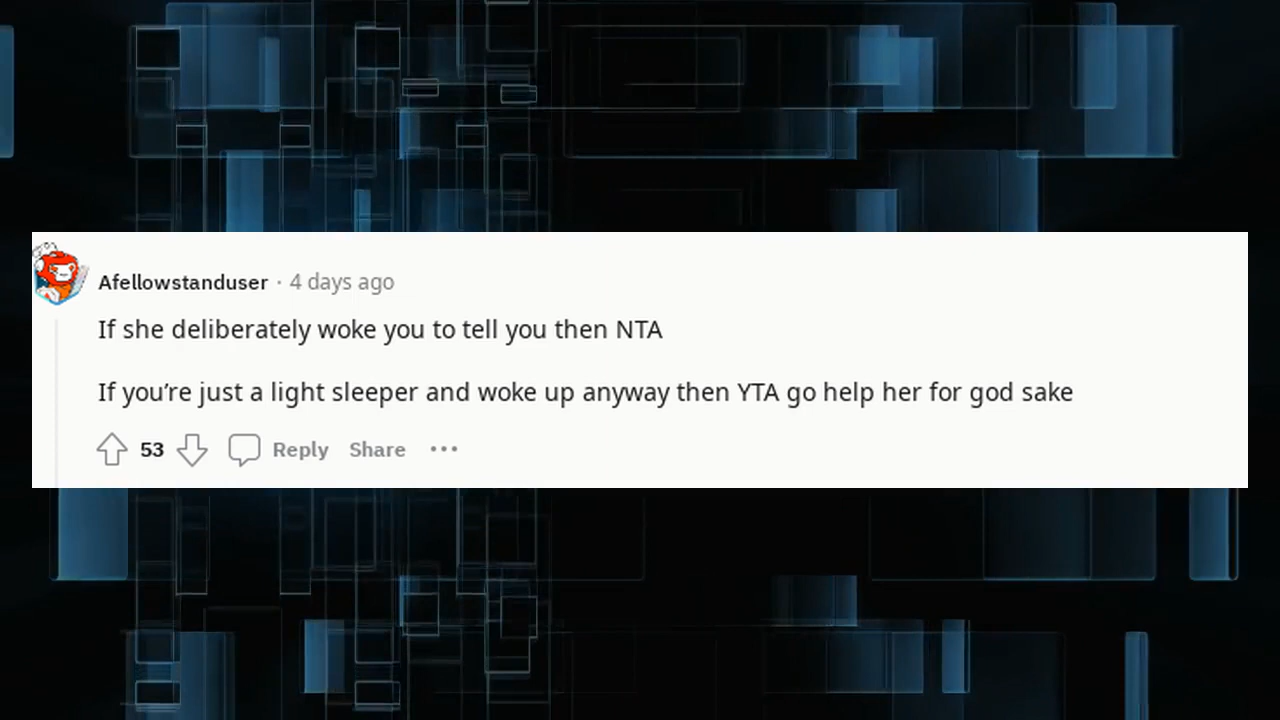 Afellowstanduser · 4 days ago
If she deliberately woke you to tell you then NTA
If you’re just a light sleeper and woke up anyway then YTA go help her for god sake
53 Reply Share •••